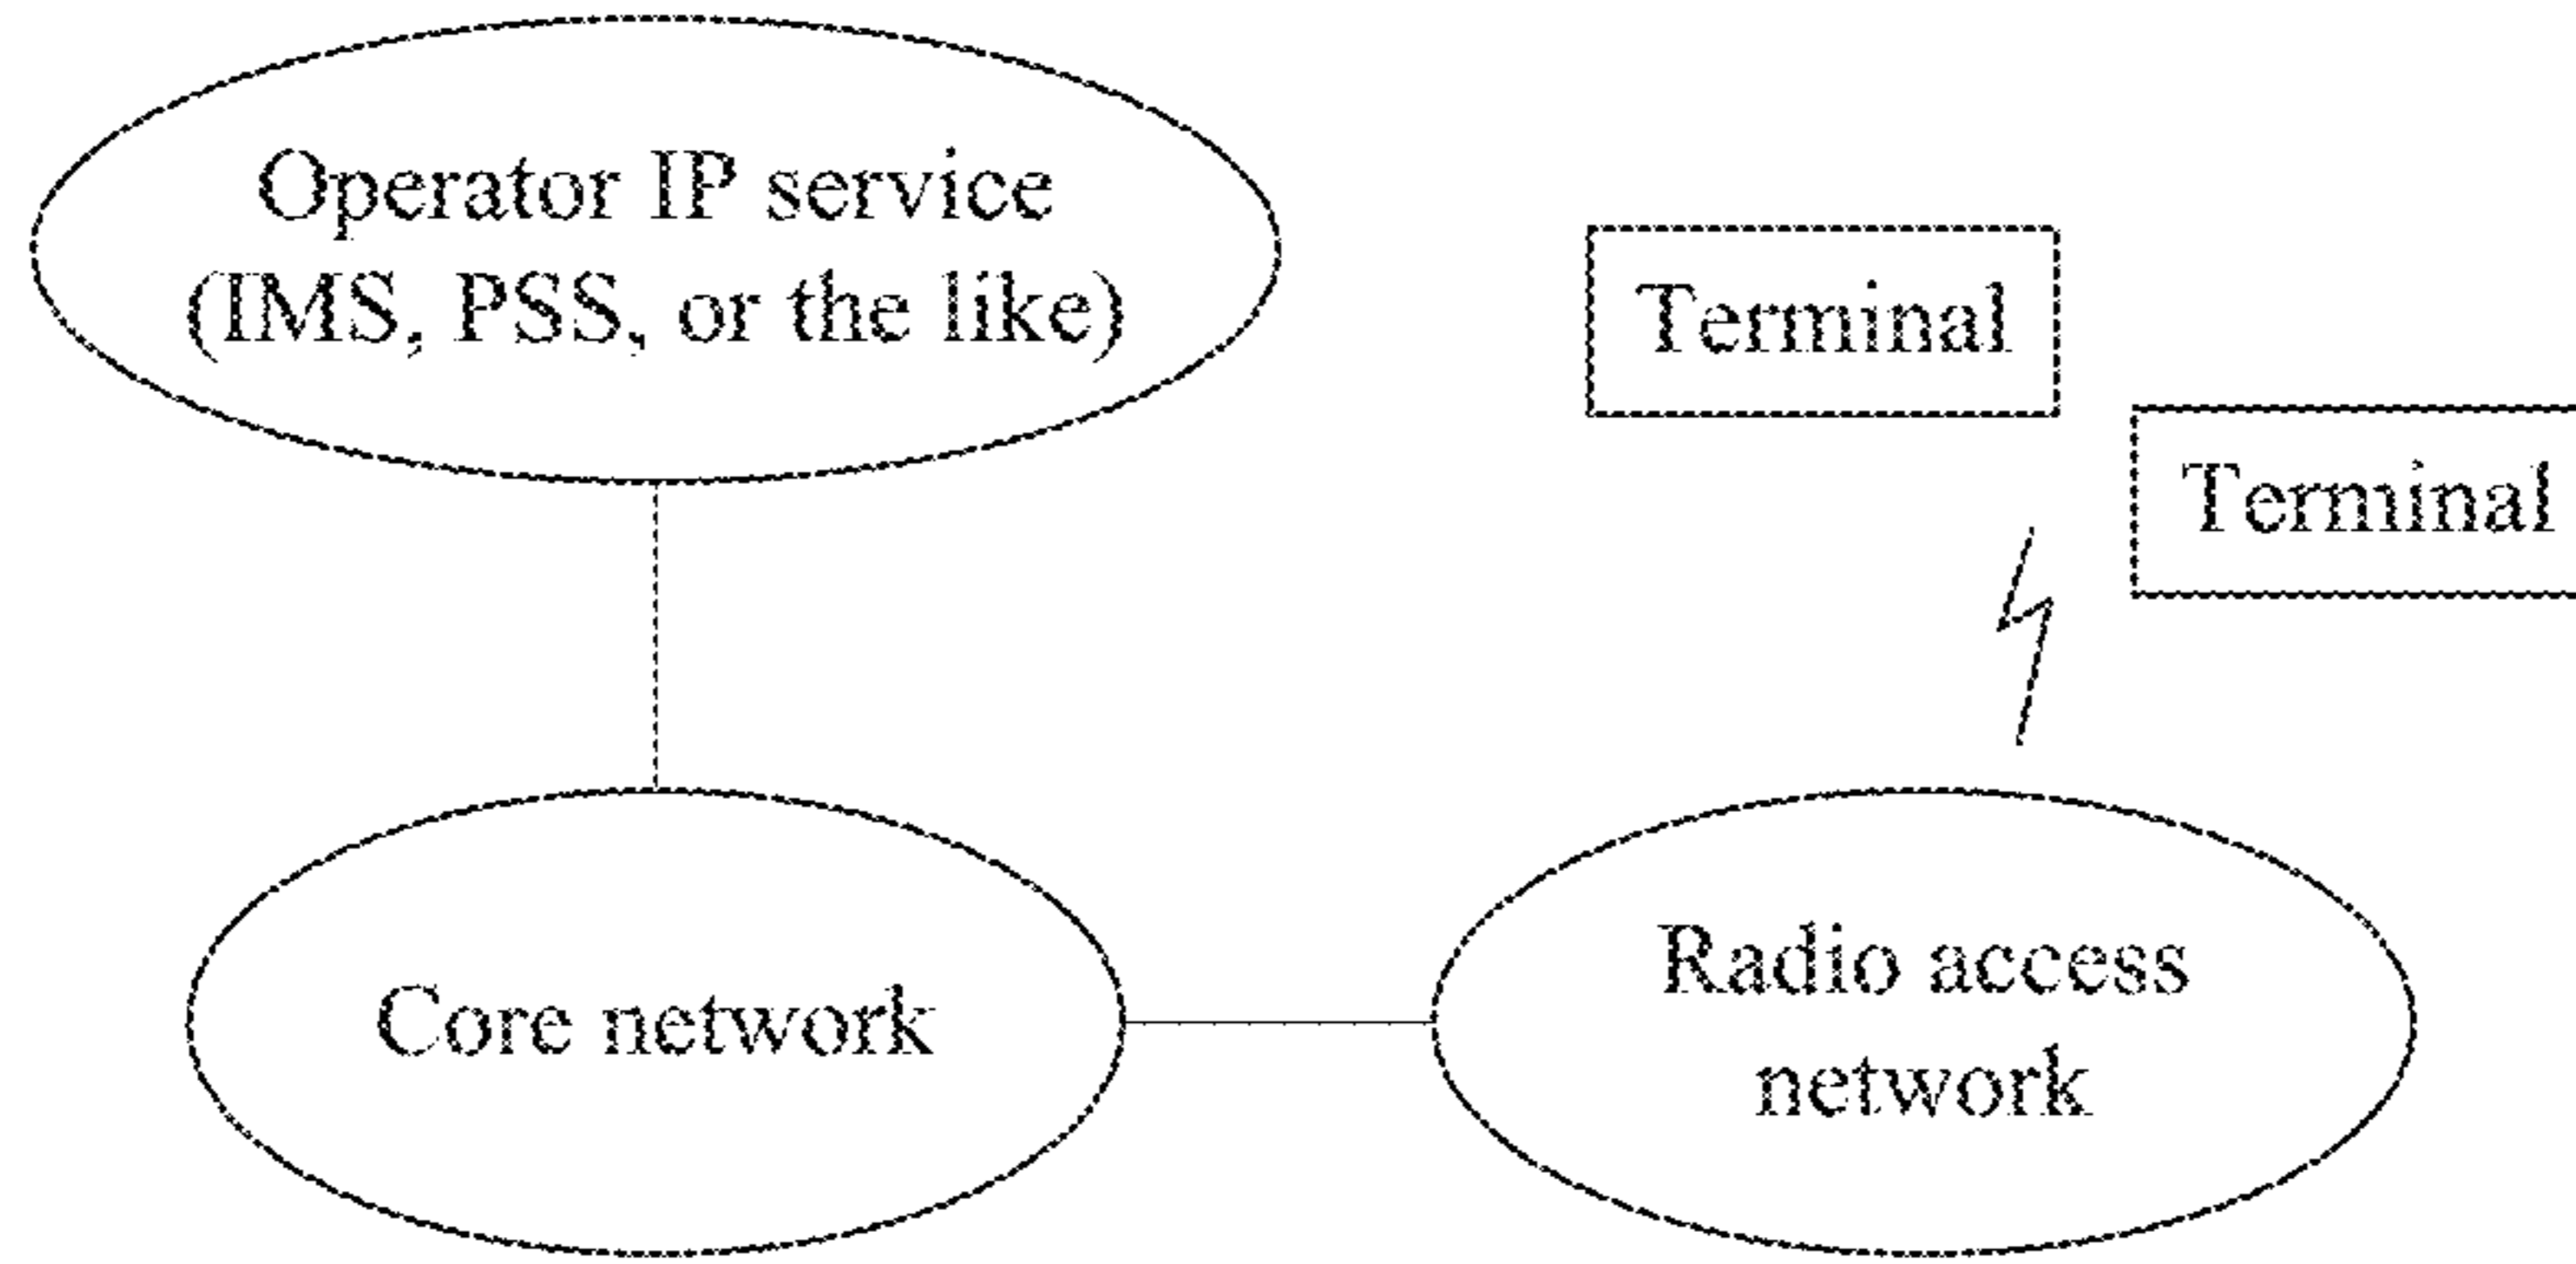 Operator IP service
(IMS, PSS, or the like)
Terminal
Terminal
Core network
Radio access
network